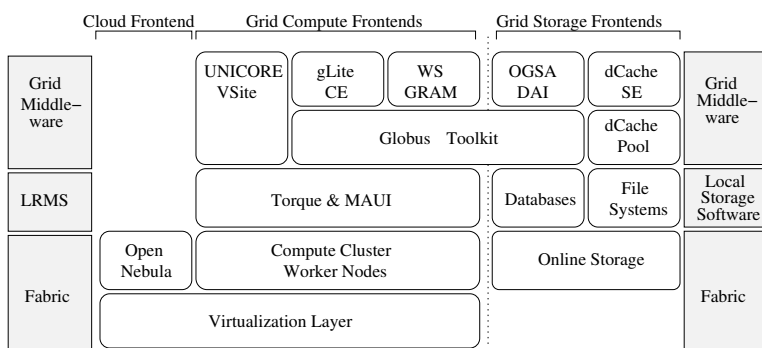 Cloud Frontend Grid Compute Frontends Grid Storage Frontends
Grid
Middle−
ware
UNICORE
VSite
gLite
CE
WS
GRAM
OGSA
DAI
dCache
SE
Grid
Middle−
ware
Globus Toolkit
dCache
Pool
LRMS
Torque & MAUI
Databases
File
Systems
Local
Storage
Software
Fabric
Open
Nebula
Compute Cluster
Worker Nodes
Online Storage
Fabric
Virtualization Layer